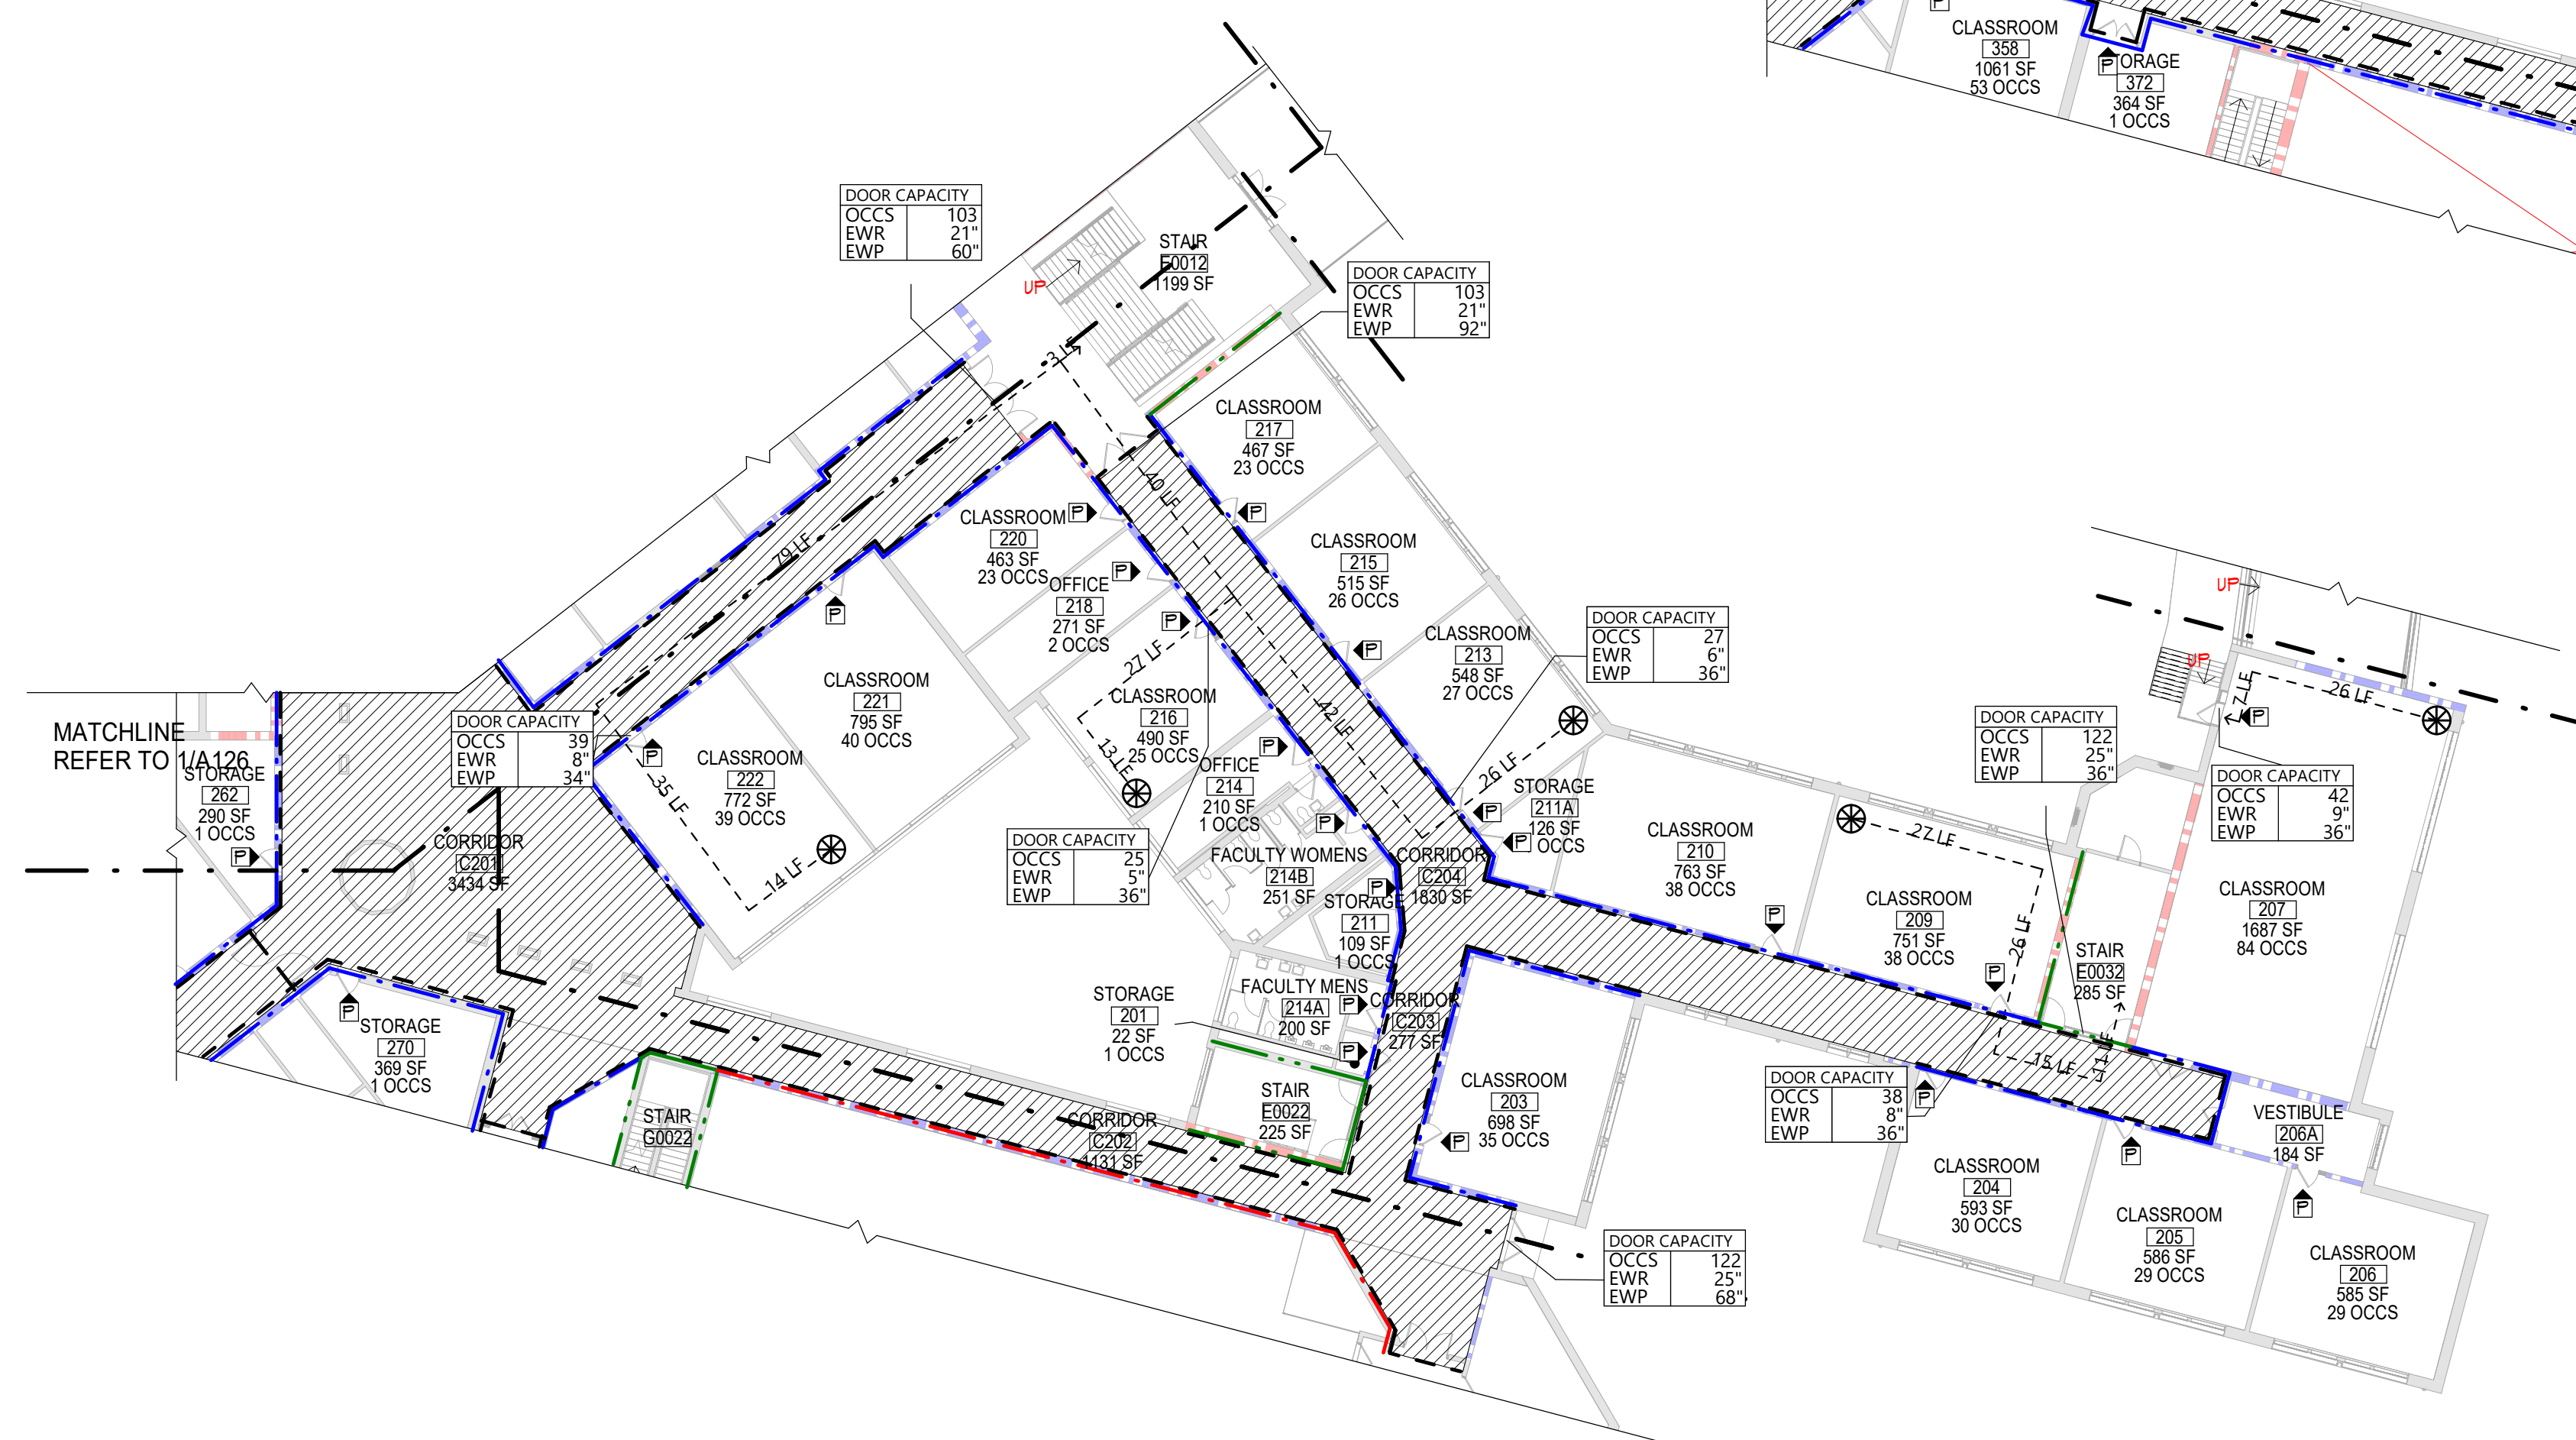 CLASSROOM
358
1061 SF
53 OCCS
P
P
ORAGE
372
364 SF
1 OCCS
DOOR CAPACITY
OCCS 103
EWR 21"
EWP 60"
STAIR
E0012
1199 SF
UP
DOOR CAPACITY
OCCS 103
EWR 21"
EWP 92"
3 LF
CLASSROOM
217
467 SF
23 OCCS
40 LF
P
P
CLASSROOM
220
463 SF
23 OCCS
79 LF
CLASSROOM
215
515 SF
26 OCCS
P
OFFICE
218
271 SF
2 OCCS
P
P
27 LF
P
CLASSROOM
213
548 SF
27 OCCS
DOOR CAPACITY
OCCS 27
EWR 6"
EWP 36"
UP
UP
CLASSROOM
221
795 SF
40 OCCS
CLASSROOM
216
490 SF
25 OCCS
13 LF
42 LF
26 LF
7 LF
26 LF
P
DOOR CAPACITY
OCCS 122
EWR 25"
EWP 36"
MATCHLINE
REFER TO 1/A126
DOOR CAPACITY
OCCS 39
EWR 8"
EWP 34"
P
CLASSROOM
222
772 SF
39 OCCS
35 LF
14 LF
P
OFFICE
214
210 SF
1 OCCS
P
STORAGE
262
290 SF
1 OCCS
P
CORRIDOR
C201
3434 SF
DOOR CAPACITY
OCCS 25
EWR 5"
EWP 36"
FACULTY WOMENS
214B
251 SF
P
STORAGE
211A
126 SF
OCCS
P
CORRIDOR
C204
1830 SF
P
STORAGE
211
109 SF
1 OCCS
CLASSROOM
210
763 SF
38 OCCS
P
27 LF
CLASSROOM
209
751 SF
38 OCCS
26 LF
P
DOOR CAPACITY
OCCS 42
EWR 9"
EWP 36"
CLASSROOM
207
1687 SF
84 OCCS
STAIR
E0032
285 SF
P
STORAGE
270
369 SF
1 OCCS
STORAGE
201
22 SF
1 OCCS
FACULTY MENS
214A
200 SF
P
P
CORRIDOR
C203
277 SF
15 LF
11 LF
DOOR CAPACITY
OCCS 38
EWR 8"
EWP 36"
P
STAIR
G0022
CORRIDOR
C202
1131 SF
STAIR
E0022
225 SF
CLASSROOM
203
698 SF
35 OCCS
P
VESTIBULE
206A
184 SF
P
P
CLASSROOM
204
593 SF
30 OCCS
CLASSROOM
205
586 SF
29 OCCS
CLASSROOM
206
585 SF
29 OCCS
DOOR CAPACITY
OCCS 122
EWR 25"
EWP 68"